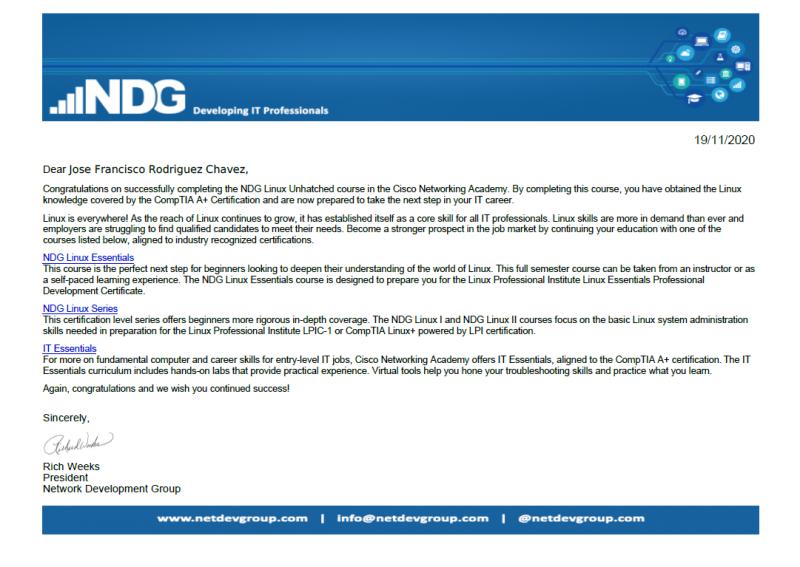 NDG Developing IT Professionals
19/11/2020
Dear Jose Francisco Rodriguez Chavez,
Congratulations on successfully completing the NDG Linux Unhatched course in the Cisco Networking Academy. By completing this course, you have obtained the Linux
knowledge covered by the CompTIA A+ Certification and are now prepared to take the next step in your IT career.
Linux is everywhere! As the reach of Linux continues to grow, it has established itself as a core skill for all IT professionals. Linux skills are more in demand than ever and
employers are struggling to find qualified candidates to meet their needs. Become a stronger prospect in the job market by continuing your education with one of the
courses listed below, aligned to industry recognized certifications.
NDG Linux Essentials
This course is the perfect next step for beginners looking to deepen their understanding of the world of Linux. This full semester course can be taken from an instructor or as
a self-paced learning experience. The NDG Linux Essentials course is designed to prepare you for the Linux Professional Institute Linux Essentials Professional
Development Certificate.
NDG Linux Series
This certification level series offers beginners more rigorous in-depth coverage. The NDG Linux I and NDG Linux II courses focus on the basic Linux system administration
skills needed in preparation for the Linux Professional Institute LPIC-1 or CompTIA Linux+ powered by LPI certification.
IT Essentials
For more on fundamental computer and career skills for entry-level IT jobs, Cisco Networking Academy offers IT Essentials, aligned to the CompTIA A+ certification. The IT
Essentials curriculum includes hands-on labs that provide practical experience. Virtual tools help you hone your troubleshooting skills and practice what you learn.
Again, congratulations and we wish you continued success!
Sincerely,
Richard Weeks
Rich Weeks
President
Network Development Group
www.netdevgroup.com | info@netdevgroup.com | @netdevgroup.com